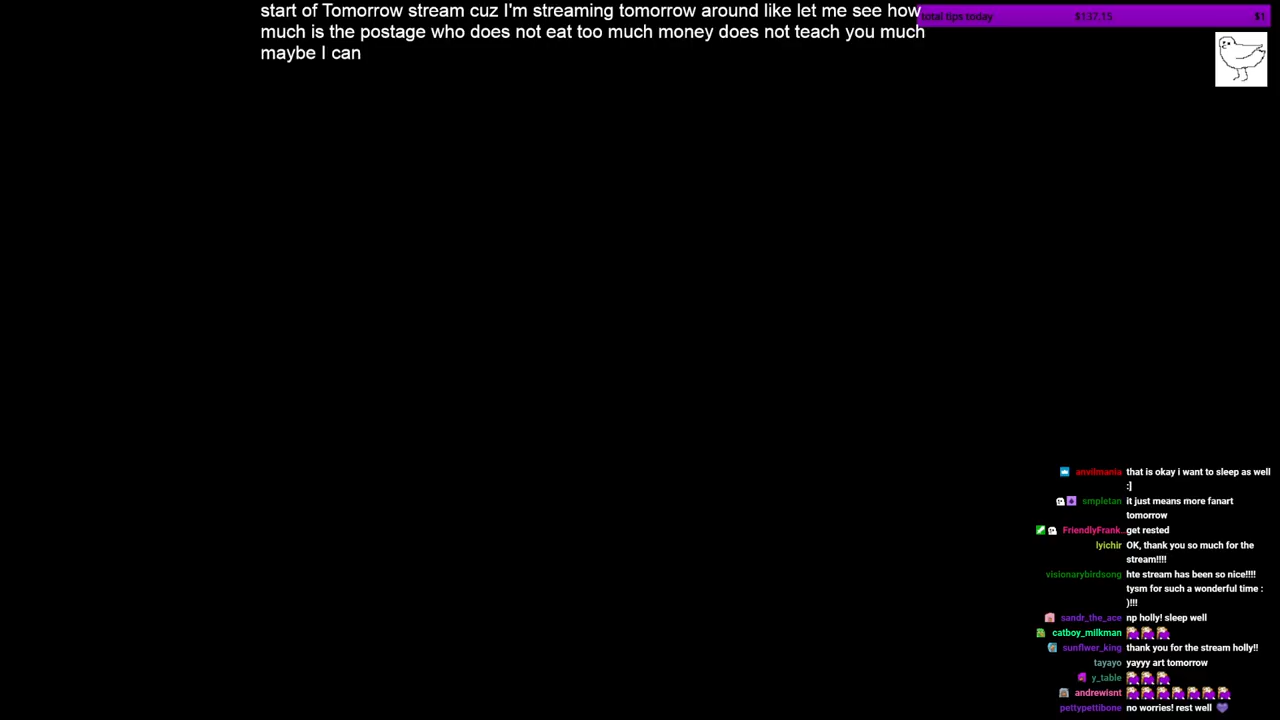 start of Tomorrow stream cuz I'm streaming tomorrow around like let me see how
much is the postage who does not eat too much money does not teach you much
maybe I can
total tips today $137.15 $1
anvilmania that is okay i want to sleep as well
:]
smpletan it just means more fanart
tomorrow
FriendlyFrank.. get rested
lyichir OK, thank you so much for the
stream!!!!
visionarybirdsong hte stream has been so nice!!!!
tysm for such a wonderful time :
)!!!
sandr_the_ace np holly! sleep well
catboy_milkman
sunflwer_king thank you for the stream holly!!
tayayo yayyy art tomorrow
y_table
andrewisnt
pettypettibone no worries! rest well 💜